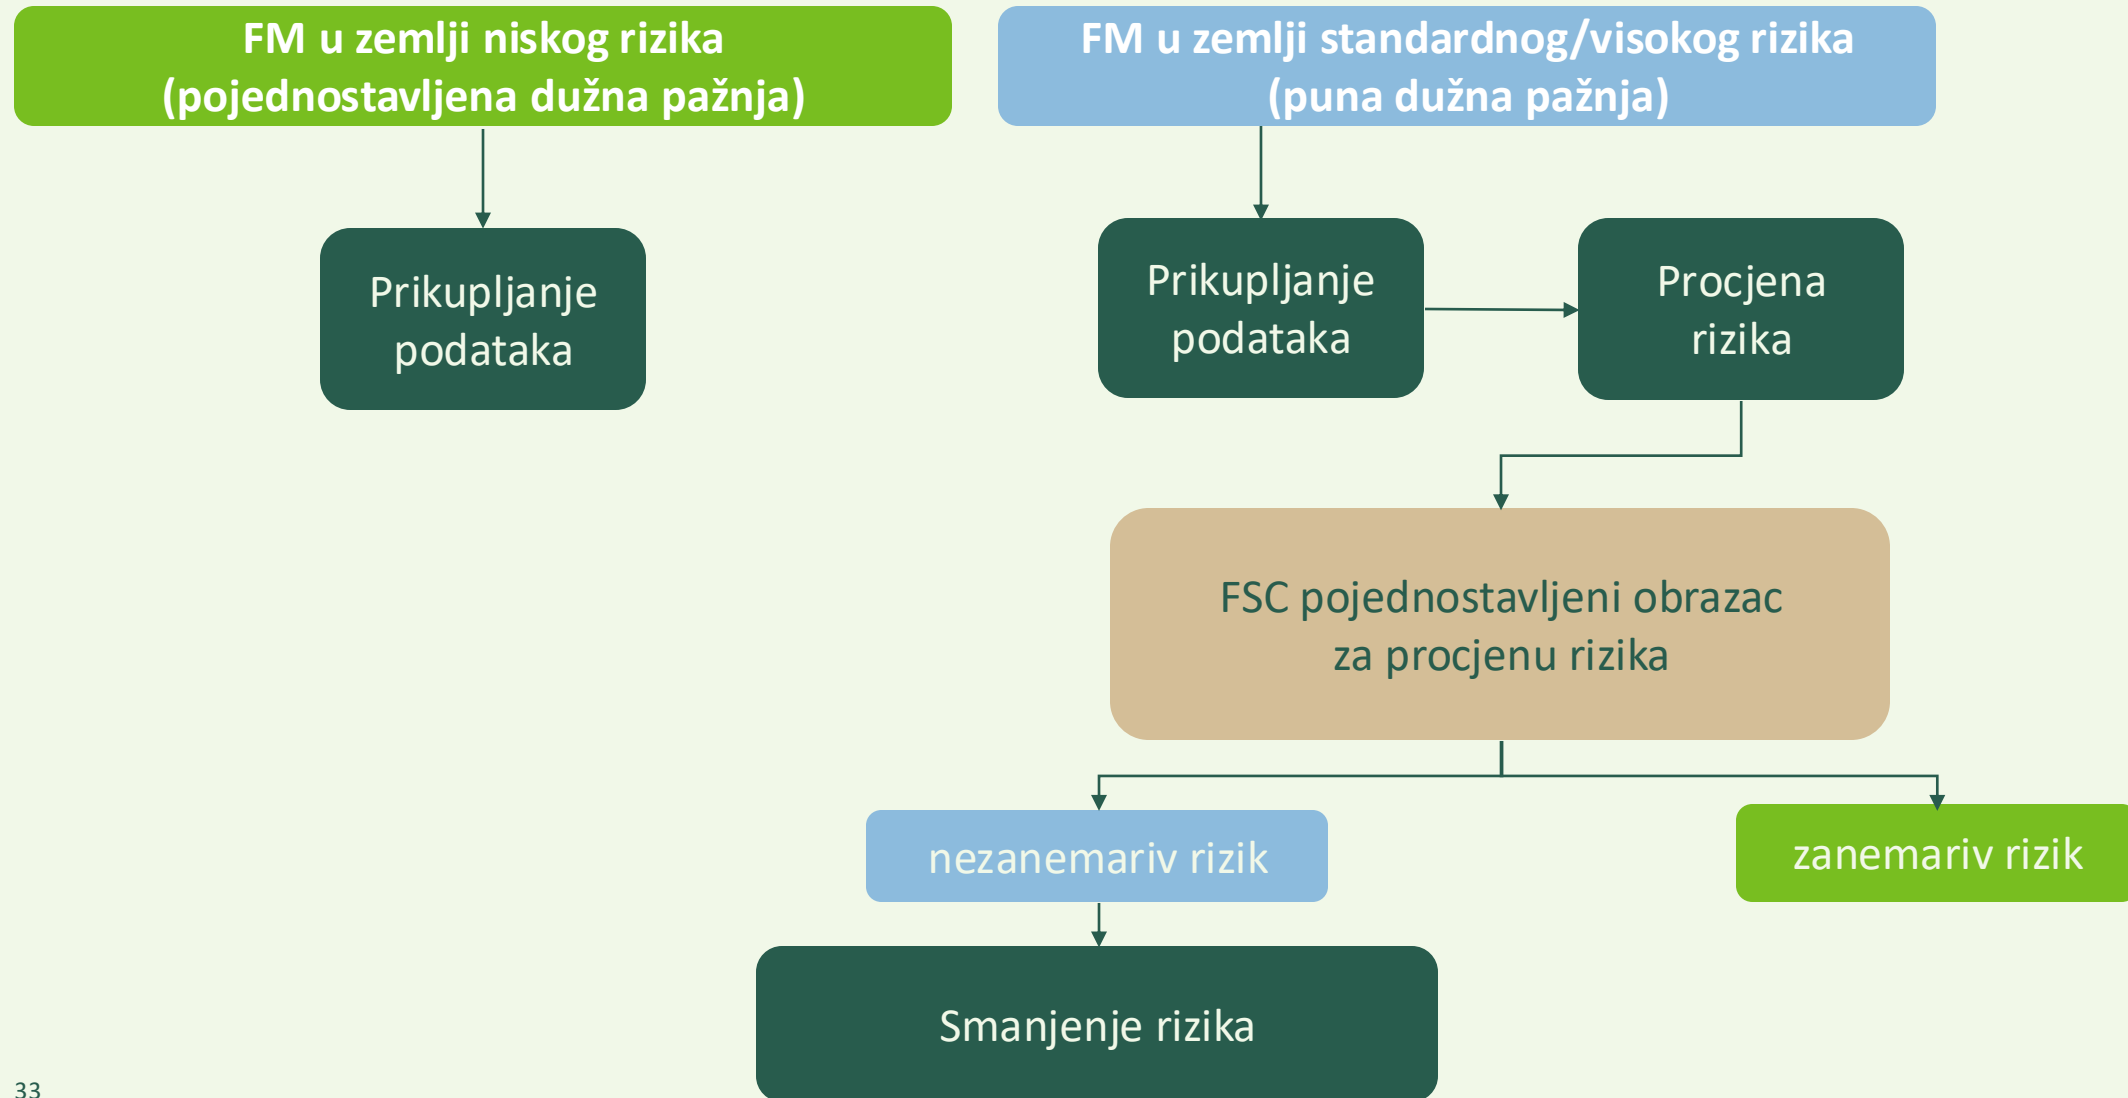 FM u zemlji niskog rizika
(pojednostavljena dužna pažnja)
FM u zemlji standardnog/visokog rizika
(puna dužna pažnja)
Prikupljanje
podataka
Prikupljanje
podataka
Procjena
rizika
FSC pojednostavljeni obrazac
za procjenu rizika
nezanemariv rizik
zanemariv rizik
Smanjenje rizika
33